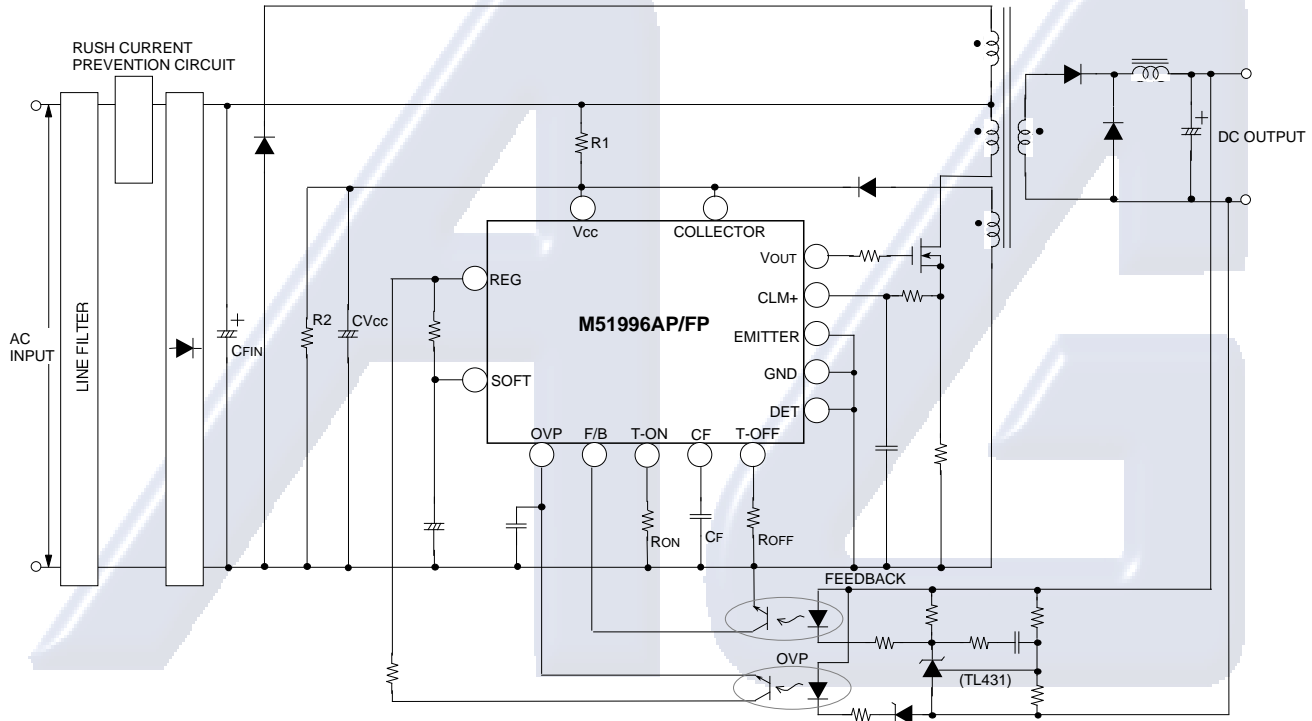 RUSH CURRENT
PREVENTION CIRCUIT
R1
DC OUTPUT
Vcc
COLLECTOR
VOUT
REG
CLM+
M51996AP/FP
EMITTER
LINE FILTER
AC
INPUT
CFIN
R2
CVcc
GND
SOFT
DET
OVP
F/B
T-ON
CF
T-OFF
RON
CF
ROFF
FEEDBACK
OVP
(TL431)
+
+
AG